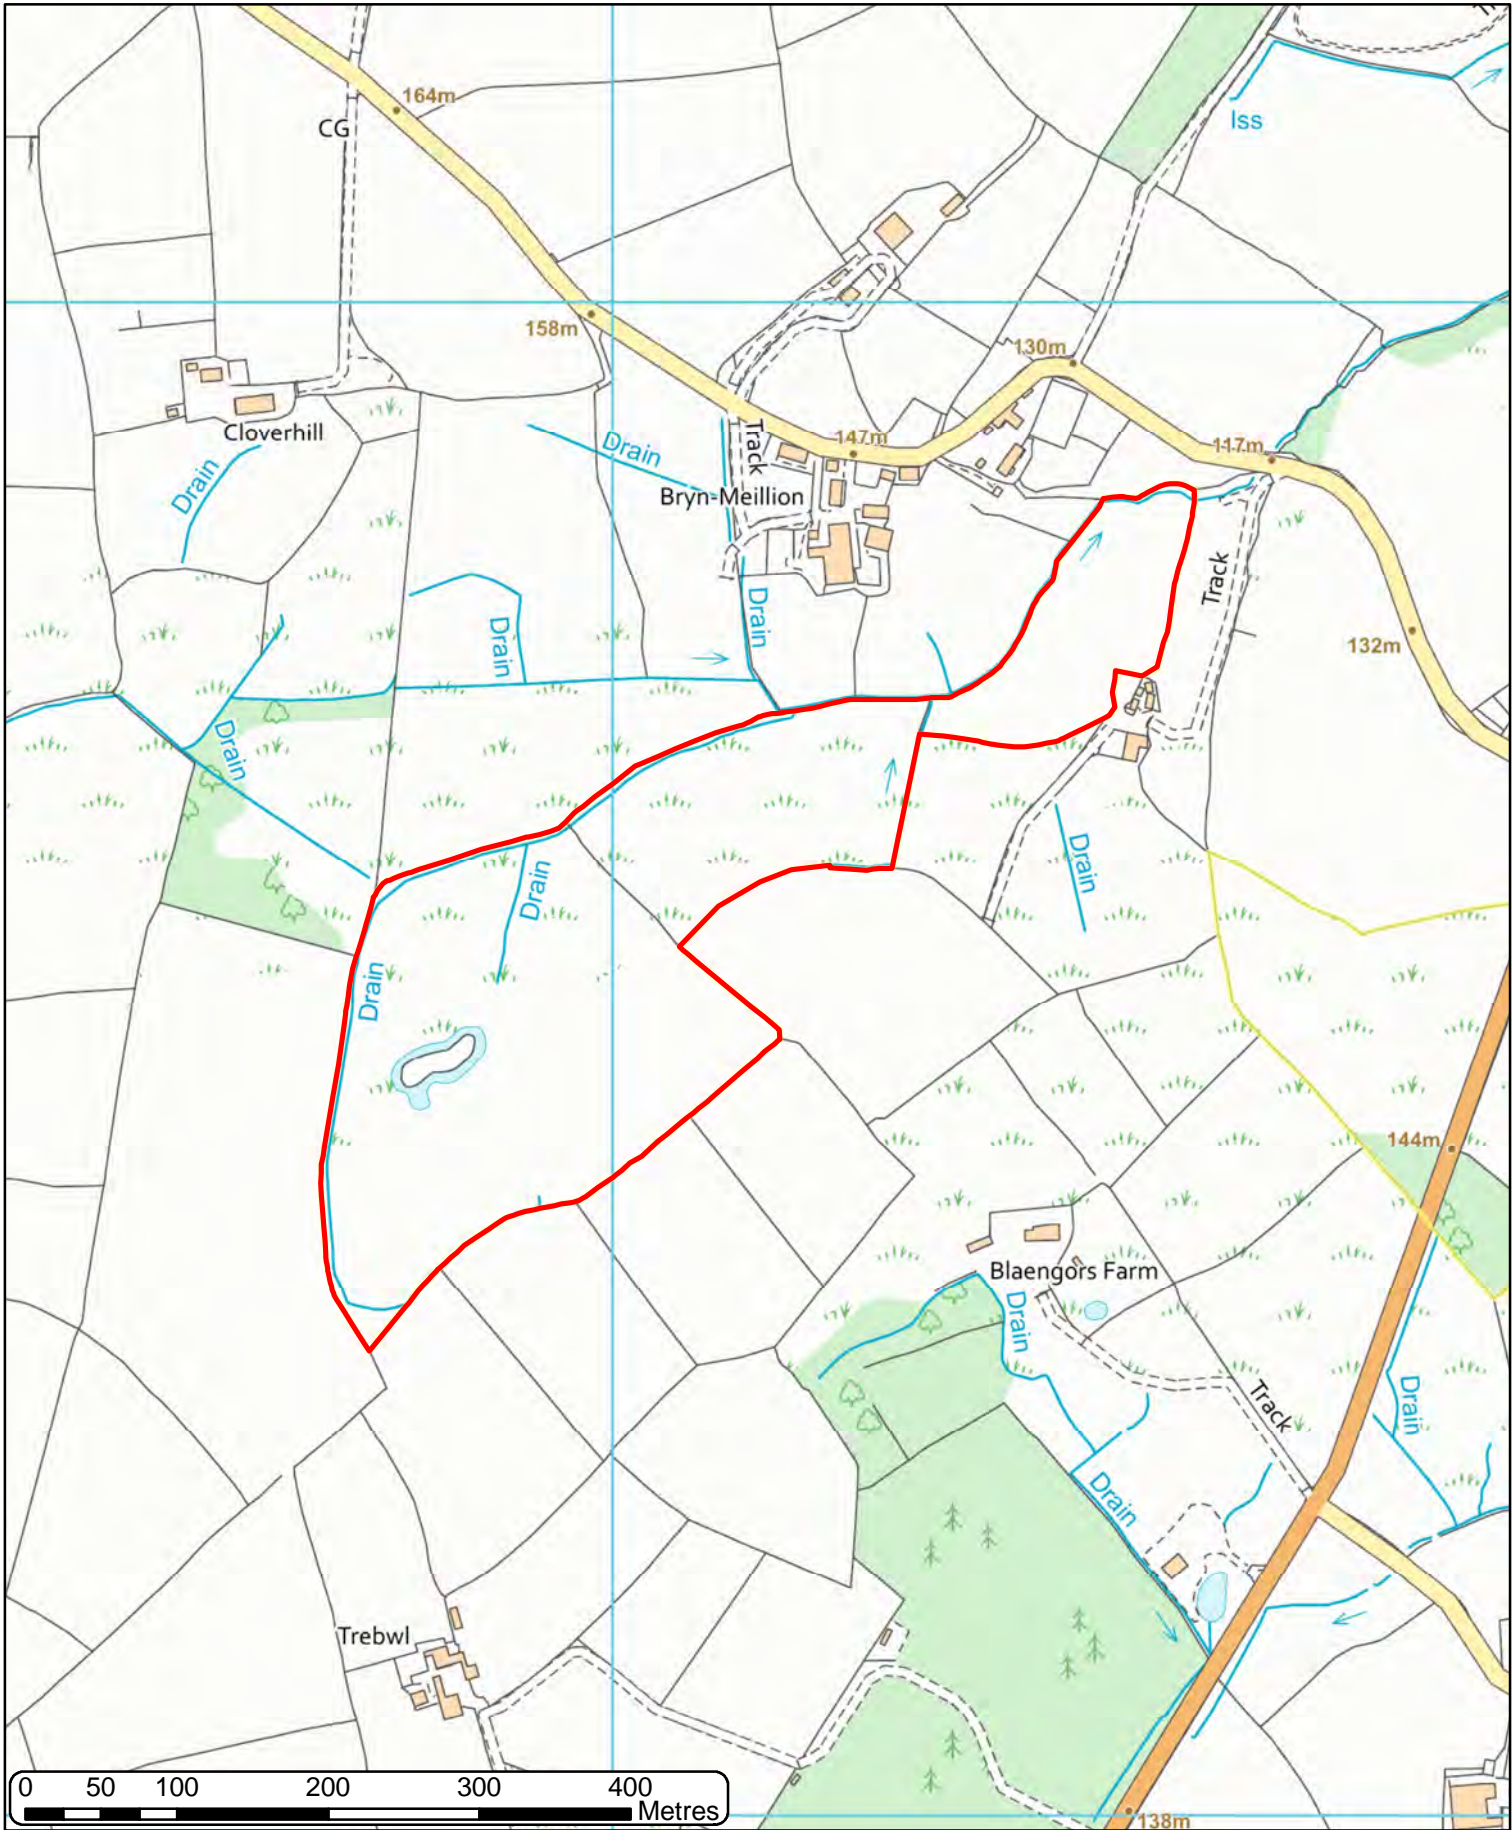 164m
CG
Iss
158m
130m
Cloverhill
Drain
Track
147m
117m
Drain
Bryn-Meillion
Track
Drain
Drain
132m
Drain
Drain
Drain
Drain
144m
Blaengors Farm
Drain
Track
Drain
Drain
Trebwl
0 50 100 200 300 400
Metres
138m